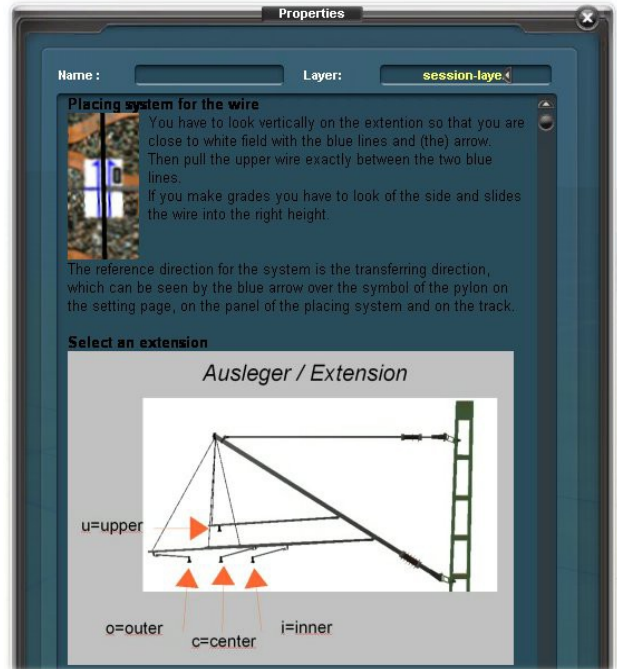 Properties
Name :
Layer:
session-laye
Placing system for the wire
You have to look vertically on the extention so that you are
close to white field with the blue lines and (the) arrow.
Then pull the upper wire exactly between the two blue
lines.
If you make grades you have to look of the side and slides
the wire into the right height.
The reference direction for the system is the transferring direction,
which can be seen by the blue arrow over the symbol of the pylon on
the setting page, on the panel of the placing system and on the track.
Select an extension
Ausleger / Extension
u=upper
o=outer
c=center
i=inner